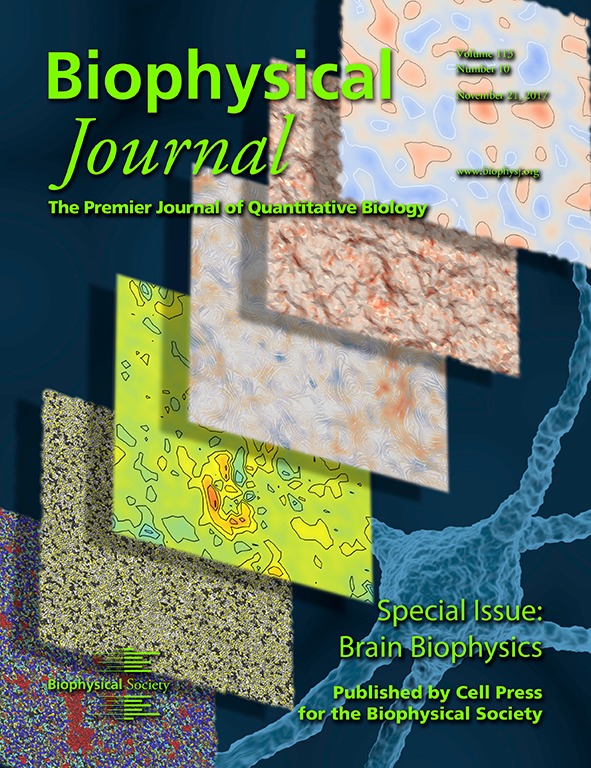 Biophysical
Journal
The Premier Journal of Quantitative Biology
Volume 113
Number 10
November 21, 2017
www.biophysj.org
Special Issue:
Brain Biophysics
Biophysical Society
Published by Cell Press
for the Biophysical Society